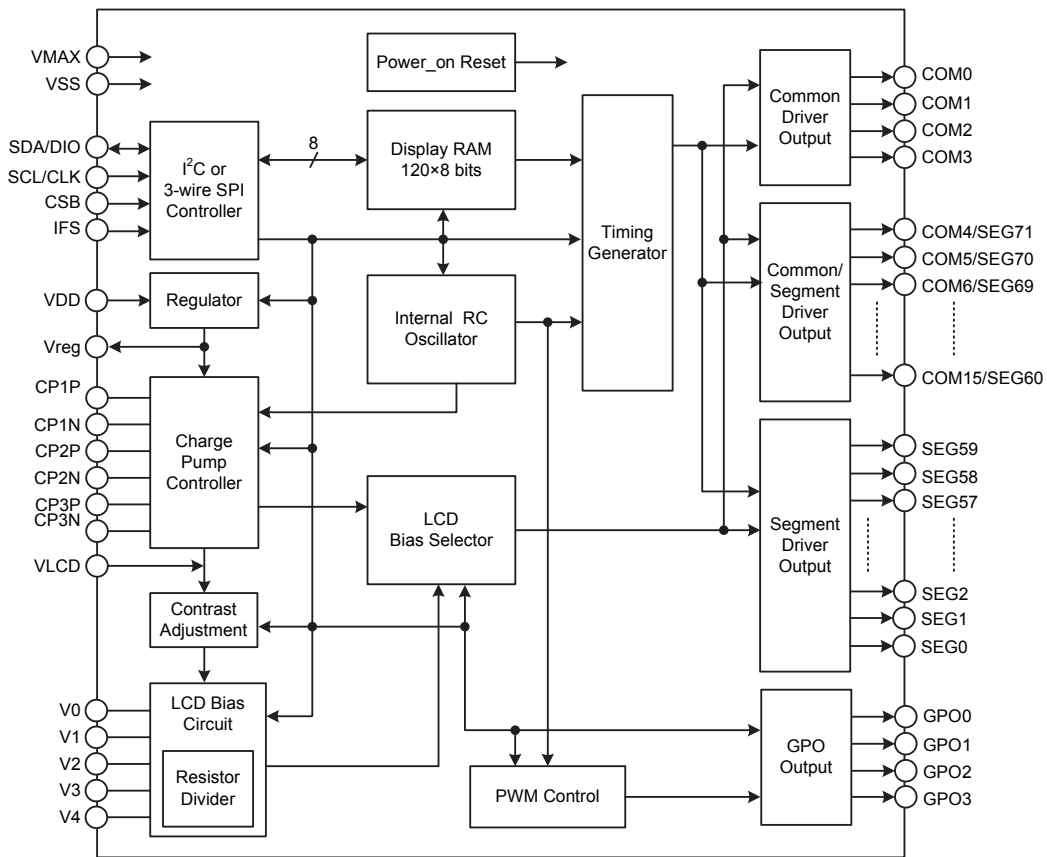 VMAX
VSS
SDA/DIO
SCL/CLK
CSB
IFS
VDD
Vreg
CP1P
CP1N
CP2P
CP2N
CP3P
CP3N
VLCD
V0
V1
V2
V3
V4
I²C or
3-wire SPI
Controller
8
Regulator
Charge
Pump
Controller
Contrast
Adjustment
LCD Bias
Circuit
Resistor
Divider
Power_on Reset
Display RAM
120×8 bits
Internal RC
Oscillator
LCD
Bias Selector
PWM Control
Timing
Generator
Common
Driver
Output
Common/
Segment
Driver
Output
Segment
Driver
Output
GPO
Output
COM0
COM1
COM2
COM3
COM4/SEG71
COM5/SEG70
COM6/SEG69
COM15/SEG60
SEG59
SEG58
SEG57
SEG2
SEG1
SEG0
GPO0
GPO1
GPO2
GPO3